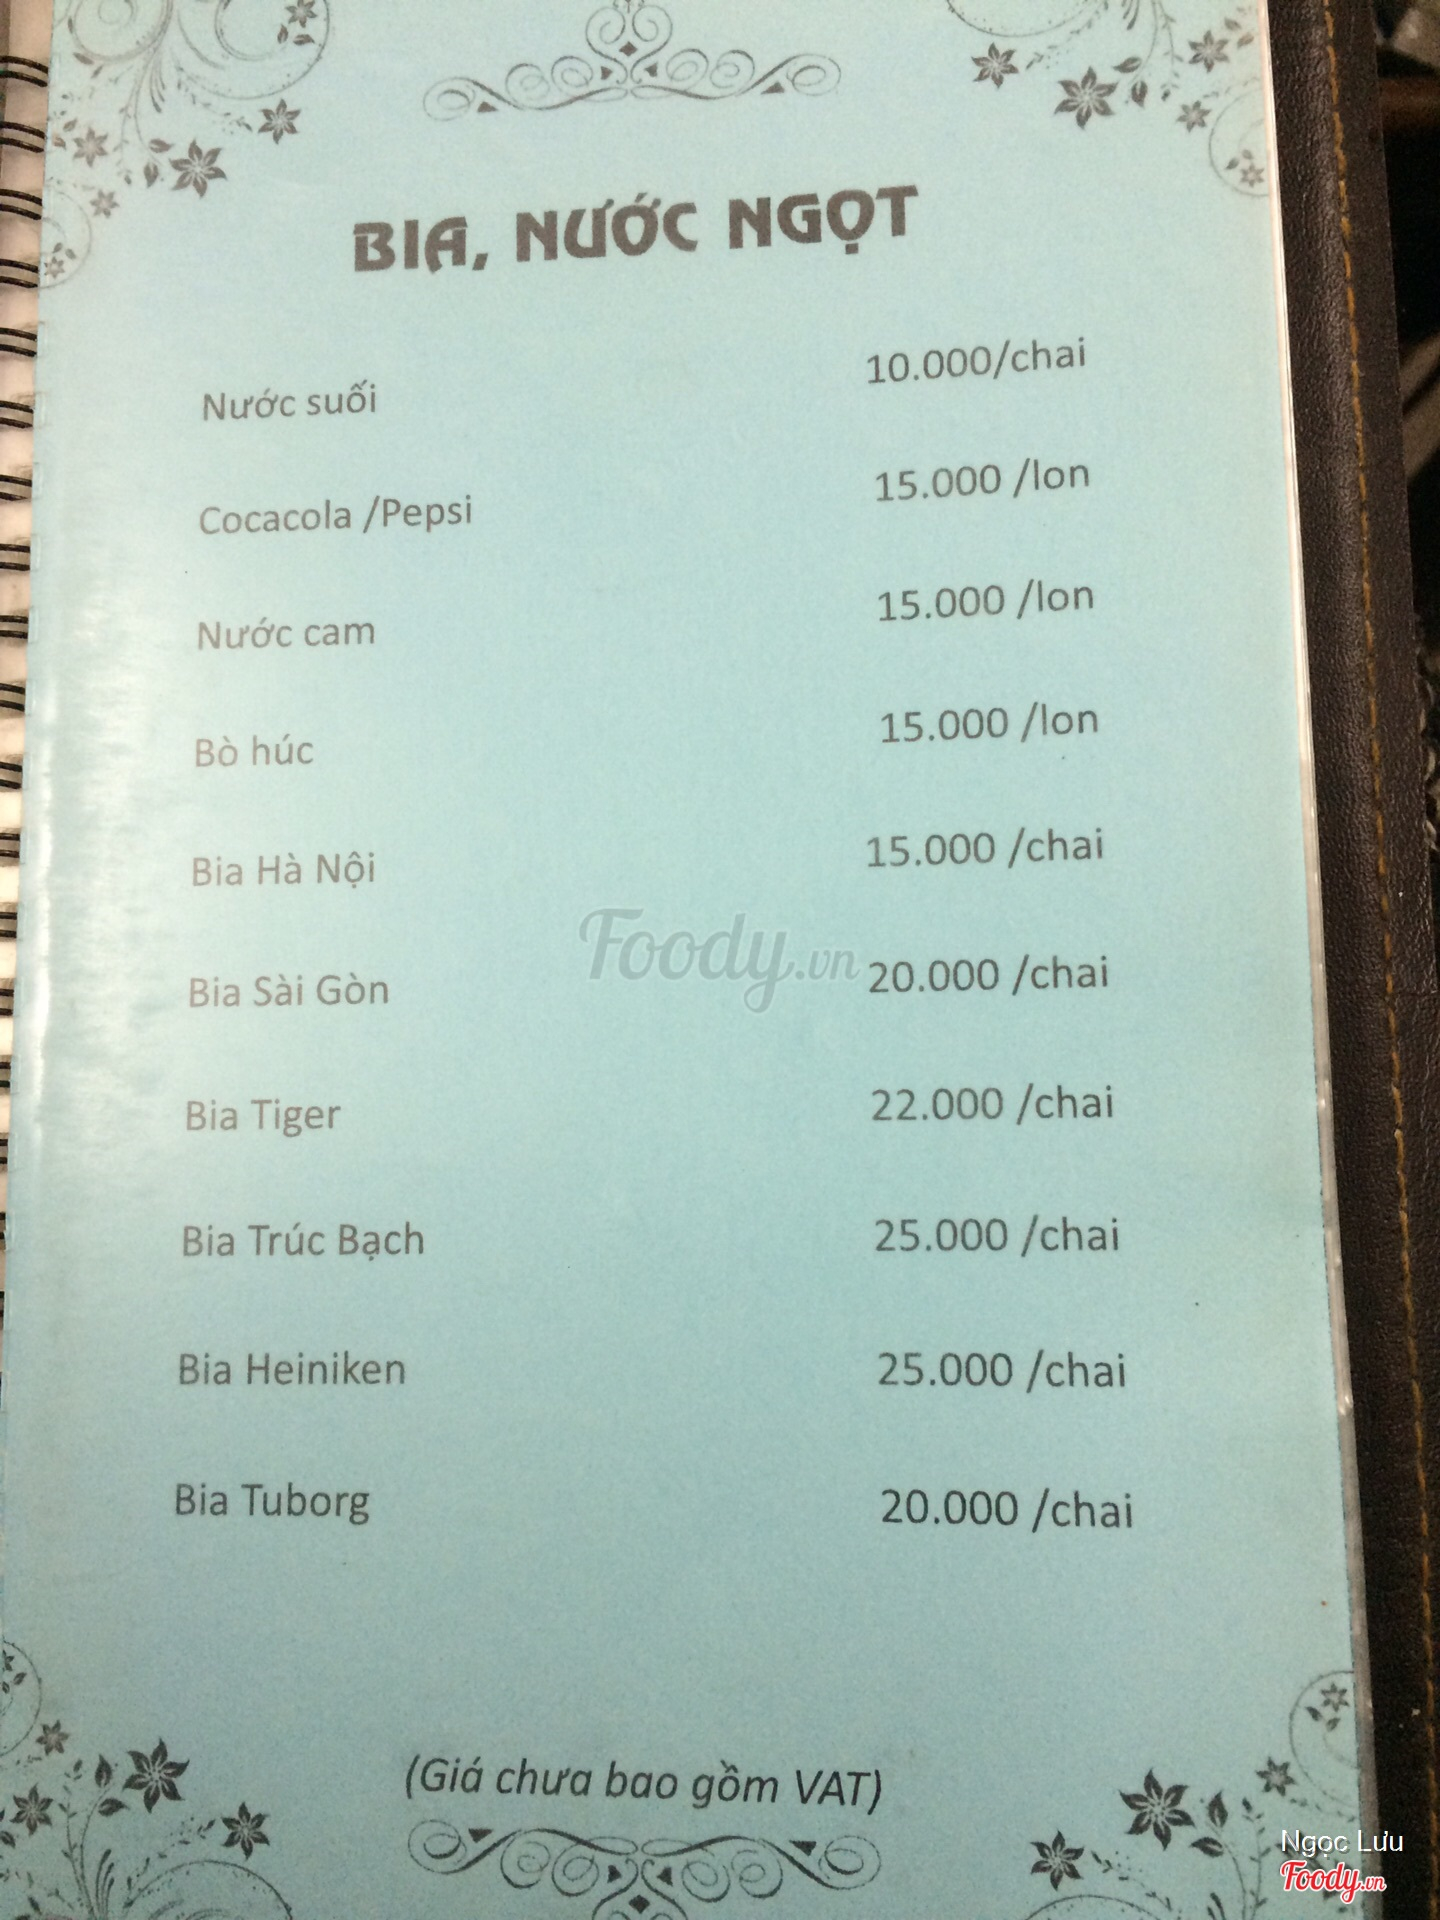 BIA, NƯỚC NGỌT
Nước suối 10.000/chai
Cocacola /Pepsi 15.000 /lon
Nước cam 15.000 /lon
Bò húc 15.000 /lon
Bia Hà Nội 15.000 /chai
Foody.vn
Bia Sài Gòn 20.000 /chai
Bia Tiger 22.000 /chai
Bia Trúc Bạch 25.000 /chai
Bia Heiniken 25.000 /chai
Bia Tuborg 20.000 /chai
(Giá chưa bao gồm VAT)
Ngọc Lưu
Foody.vn